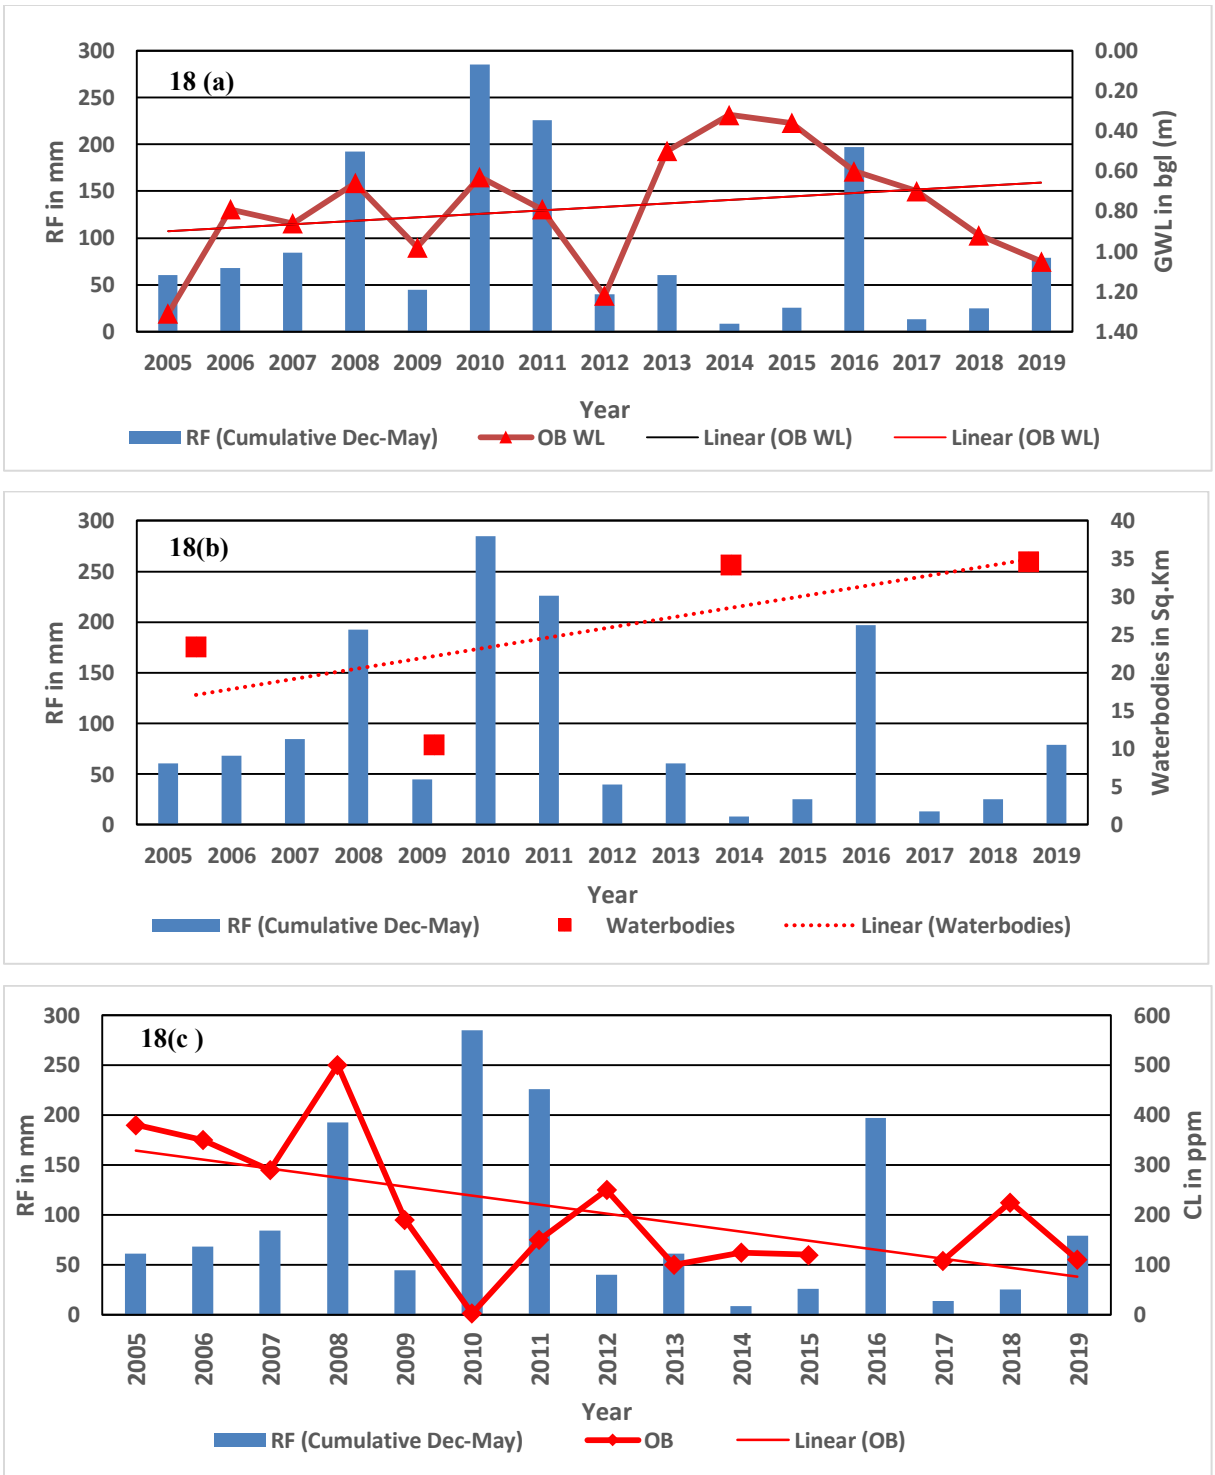 18 (a)
RF in mm
300
250
200
150
100
50
0
0.00
0.20
0.40
0.60
0.80
1.00
1.20
1.40
GWL in bgl (m)
2005 2006 2007 2008 2009 2010 2011 2012 2013 2014 2015 2016 2017 2018 2019
Year
RF (Cumulative Dec-May) OB WL Linear (OB WL) Linear (OB WL)
18(b)
RF in mm
300
250
200
150
100
50
0
40
35
30
25
20
15
10
5
0
Waterbodies in Sq.Km
2005 2006 2007 2008 2009 2010 2011 2012 2013 2014 2015 2016 2017 2018 2019
Year
RF (Cumulative Dec-May) Waterbodies Linear (Waterbodies)
18(c )
RF in mm
300
250
200
150
100
50
0
600
500
400
300
200
100
0
CL in ppm
2005 2006 2007 2008 2009 2010 2011 2012 2013 2014 2015 2016 2017 2018 2019
Year
RF (Cumulative Dec-May) OB Linear (OB)